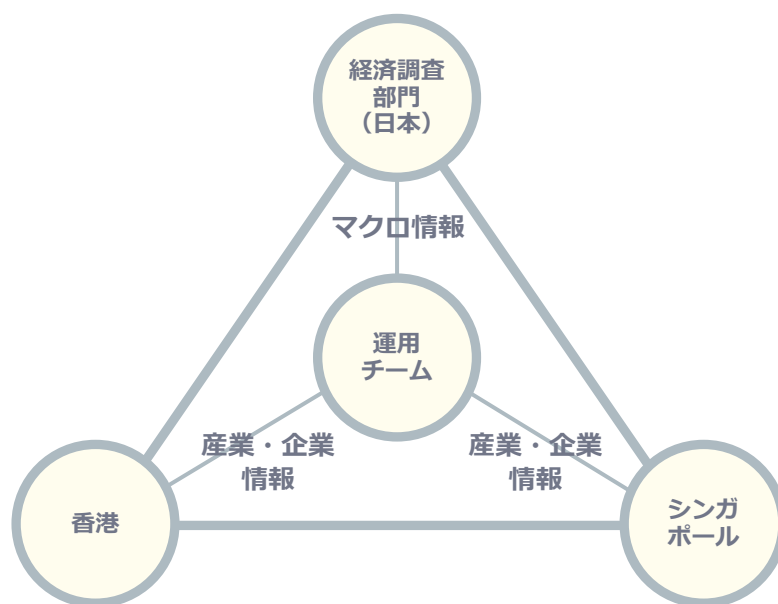 経済調査
部門
（日本）
マクロ情報
運用
チーム
産業・企業
情報
産業・企業
情報
香港
シンガ
ポール